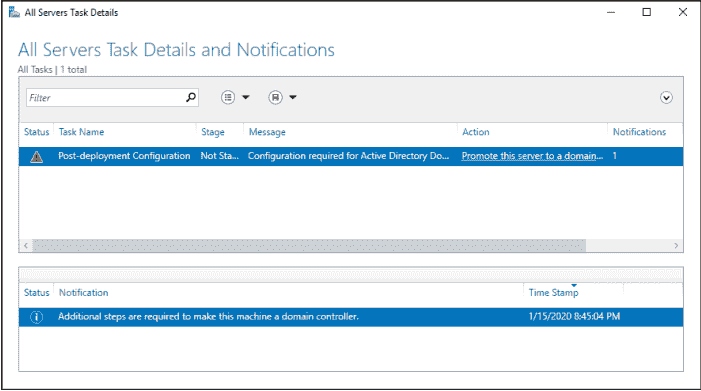 All Servers Task Details
All Servers Task Details and Notifications
All Tasks | 1 total
Filter
Status Task Name Stage Message Action Notifications
Post-deployment Configuration Not Sta... Configuration required for Active Directory Do... Promote this server to a domain... 1
Status Notification Time Stamp
Additional steps are required to make this machine a domain controller. 1/15/2020 8:45:04 PM